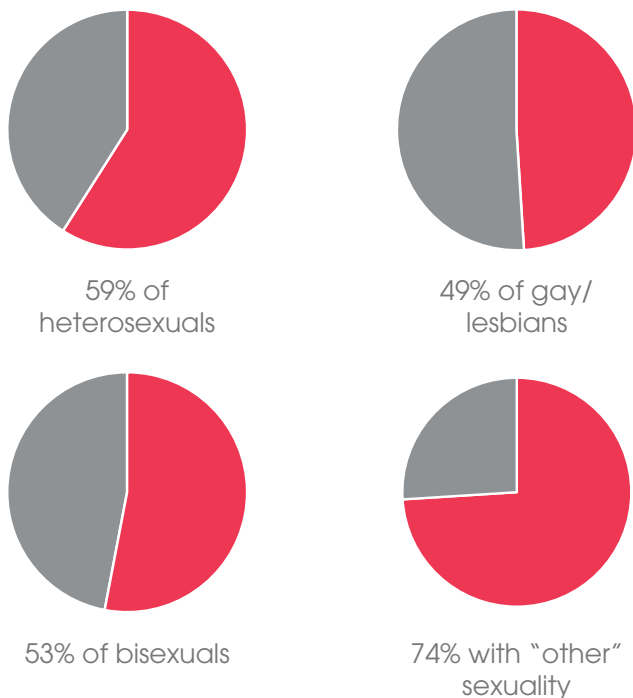 59% of
heterosexuals
49% of gay/
lesbians
53% of bisexuals
74% with “other”
sexuality